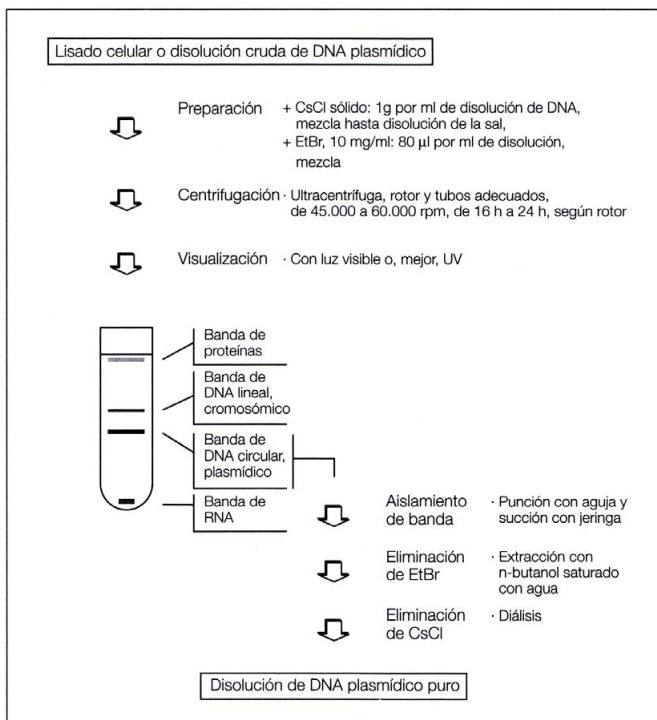 Lisado celular o disolución cruda de DNA plasmídico
Preparación + CsCl sólido: 1g por ml de disolución de DNA,
mezcla hasta disolución de la sal,
+ EtBr, 10 mg/ml: 80 µl por ml de disolución,
mezcla
Centrifugación · Ultracentrífuga, rotor y tubos adecuados,
de 45.000 a 60.000 rpm, de 16 h a 24 h, según rotor
Visualización · Con luz visible o, mejor, UV
Banda de
proteínas
Banda de
DNA lineal,
cromosómico
Banda de
DNA circular,
plasmídico
Banda de
RNA
Aislamiento
de banda
· Punción con aguja y
succión con jeringa
Eliminación
de EtBr
· Extracción con
n-butanol saturado
con agua
Eliminación
de CsCl
· Diálisis
Disolución de DNA plasmídico puro